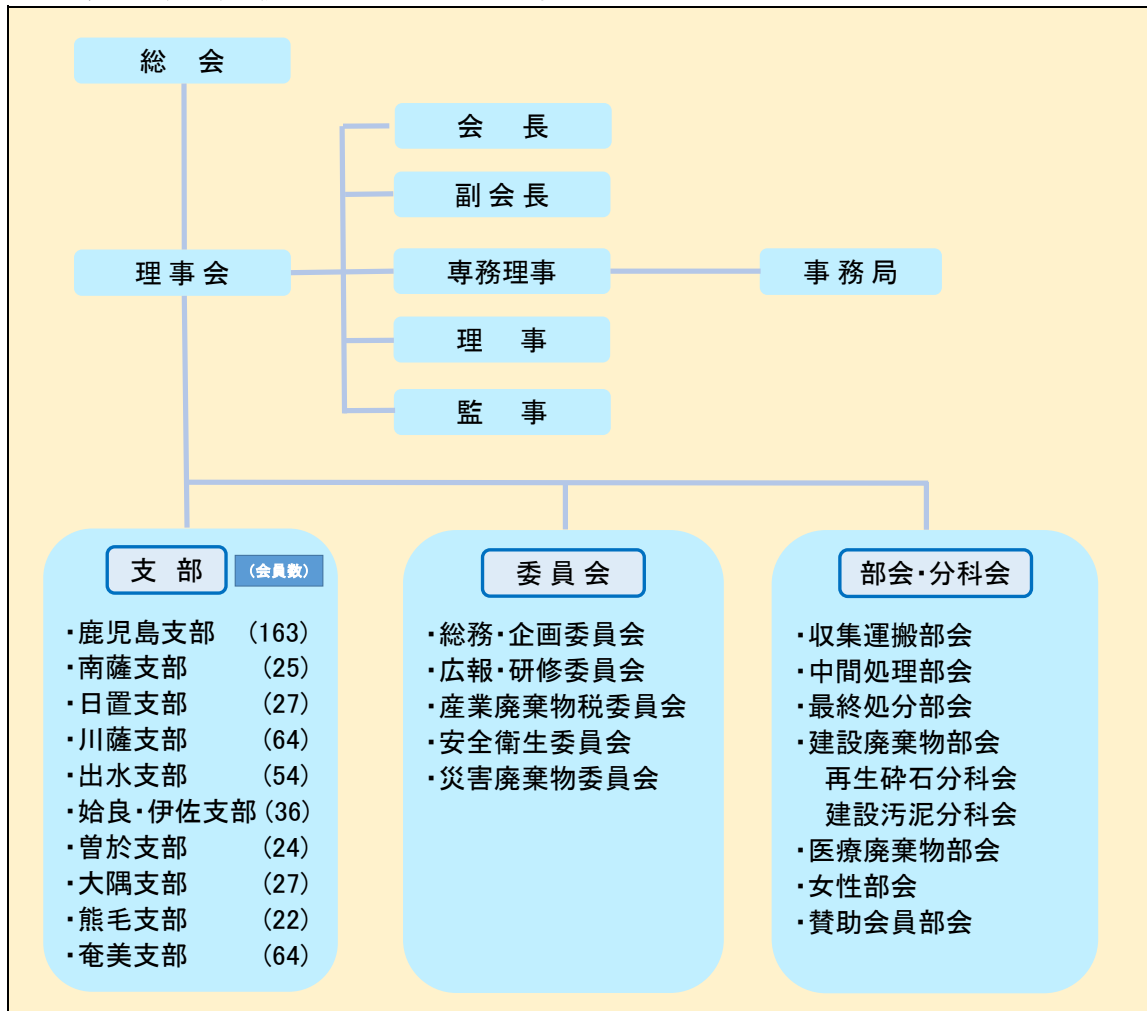 総 会
会 長
副会長
理事会
専務理事
事務局
理 事
監 事
支 部 (会員数)
・鹿児島支部 (163)
・南薩支部 (25)
・日置支部 (27)
・川薩支部 (64)
・出水支部 (54)
・姶良・伊佐支部 (36)
・曽於支部 (24)
・大隅支部 (27)
・熊毛支部 (22)
・奄美支部 (64)
委員会
・総務・企画委員会
・広報・研修委員会
・産業廃棄物税委員会
・安全衛生委員会
・災害廃棄物委員会
部会・分科会
・収集運搬部会
・中間処理部会
・最終処分部会
・建設廃棄物部会
再生砕石分科会
建設汚泥分科会
・医療廃棄物部会
・女性部会
・賛助会員部会